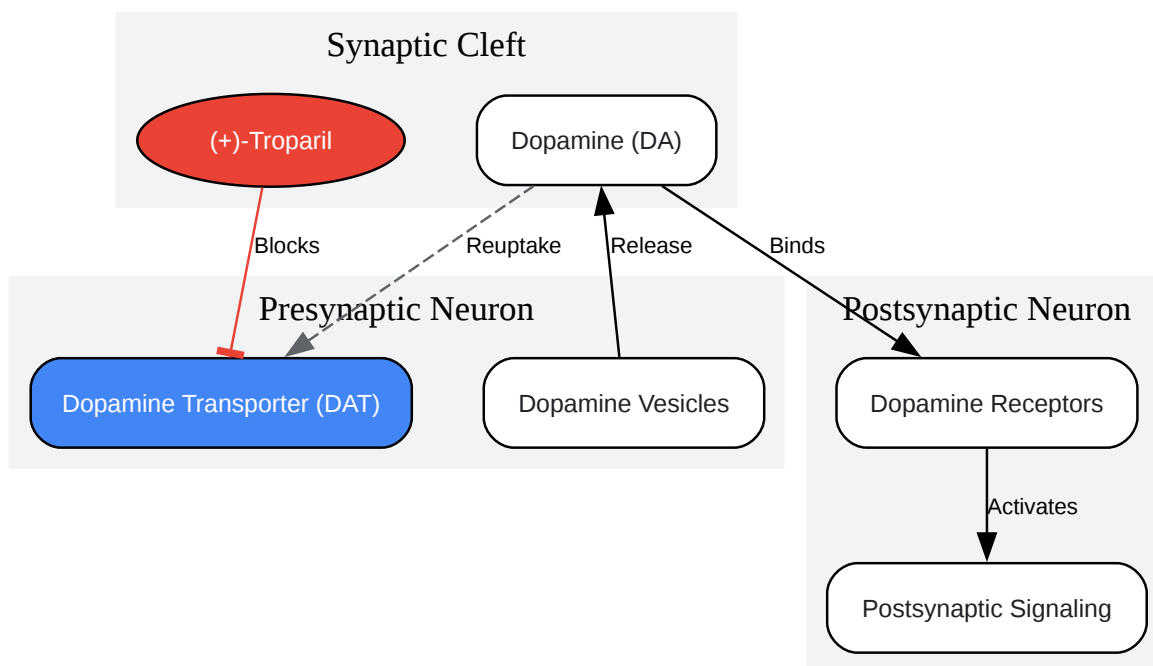 Synaptic Cleft
(+)-Troparil
Dopamine (DA)
Blocks
Reuptake
Release
Binds
Presynaptic Neuron
Postsynaptic Neuron
Dopamine Transporter (DAT)
Dopamine Vesicles
Dopamine Receptors
Activates
Postsynaptic Signaling